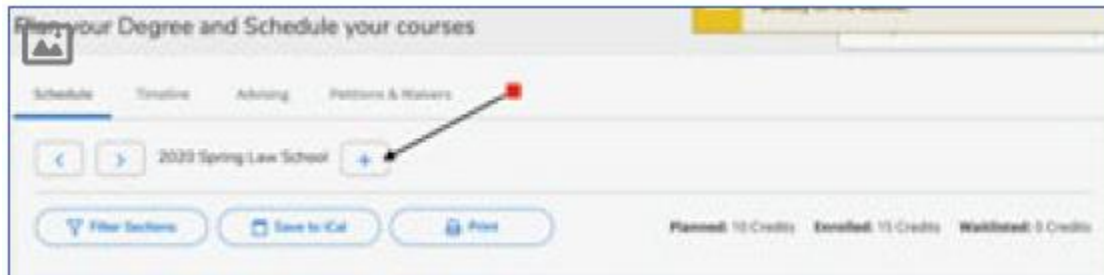 Plan your Degree and Schedule your courses
Schedule Timeline Advising Petitions & Waivers
< > 2020 Spring Law School +
Filter Sections Save to iCal Print Planned: 10 Credits Enrolled: 15 Credits Waitlisted: 0 Credits